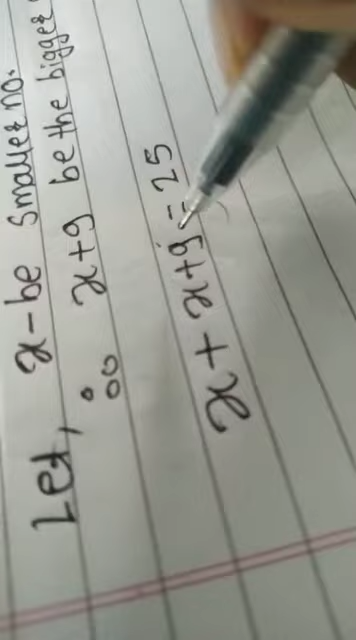 Let, x-be smaller no.
∴ x+9 be the bigger
x + x+9 = 25